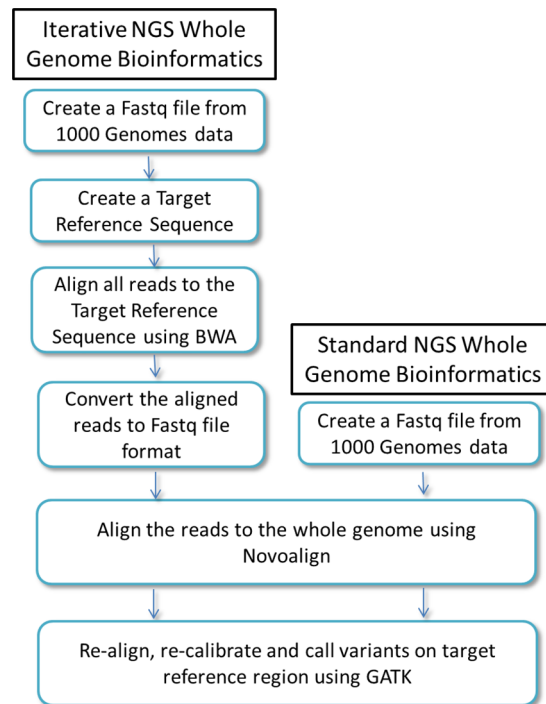 Iterative NGS Whole
Genome Bioinformatics
Create a Fastq file from
1000 Genomes data
Create a Target
Reference Sequence
Align all reads to the
Target Reference
Sequence using BWA
Convert the aligned
reads to Fastq file
format
Standard NGS Whole
Genome Bioinformatics
Create a Fastq file from
1000 Genomes data
Align the reads to the whole genome using
Novoalign
Re-align, re-calibrate and call variants on target
reference region using GATK